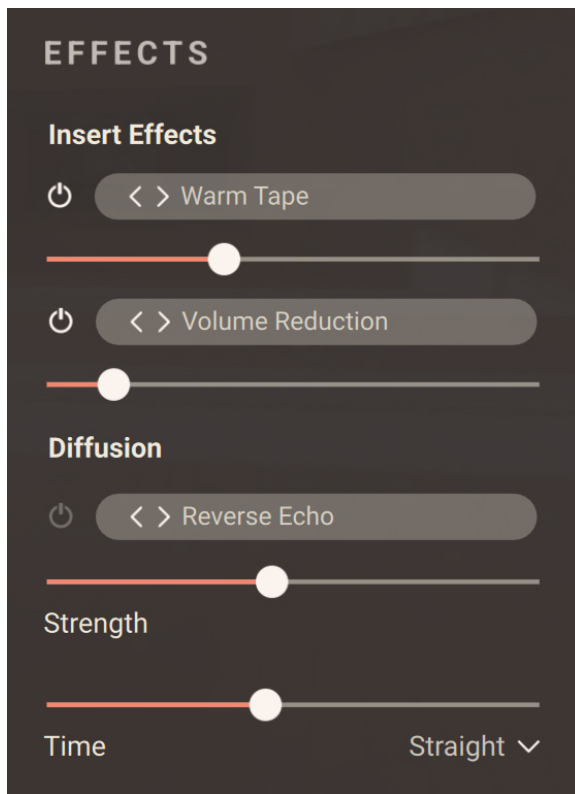 EFFECTS
Insert Effects
Warm Tape
Volume Reduction
Diffusion
Reverse Echo
Strength
Time Straight